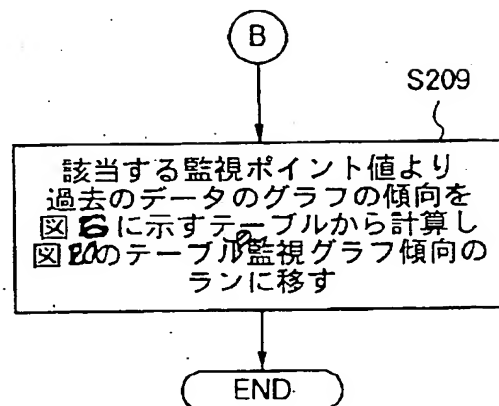 B
S209
該当する監視ポイント値より
過去のデータのグラフの傾向を
図に示すテーブルから計算し
図のテーブルの監視グラフ傾向の
ランに移す
END